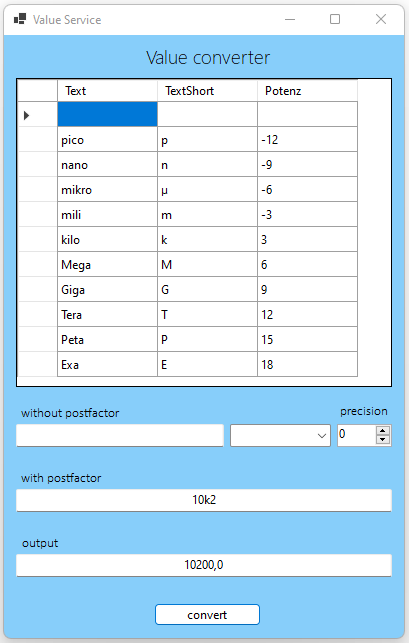 Value Service
Value converter
Text TextShort Potenz
pico p -12
nano n -9
mikro µ -6
mili m -3
kilo k 3
Mega M 6
Giga G 9
Tera T 12
Peta P 15
Exa E 18
without postfactor precision
0
with postfactor
10k2
output
10200,0
convert